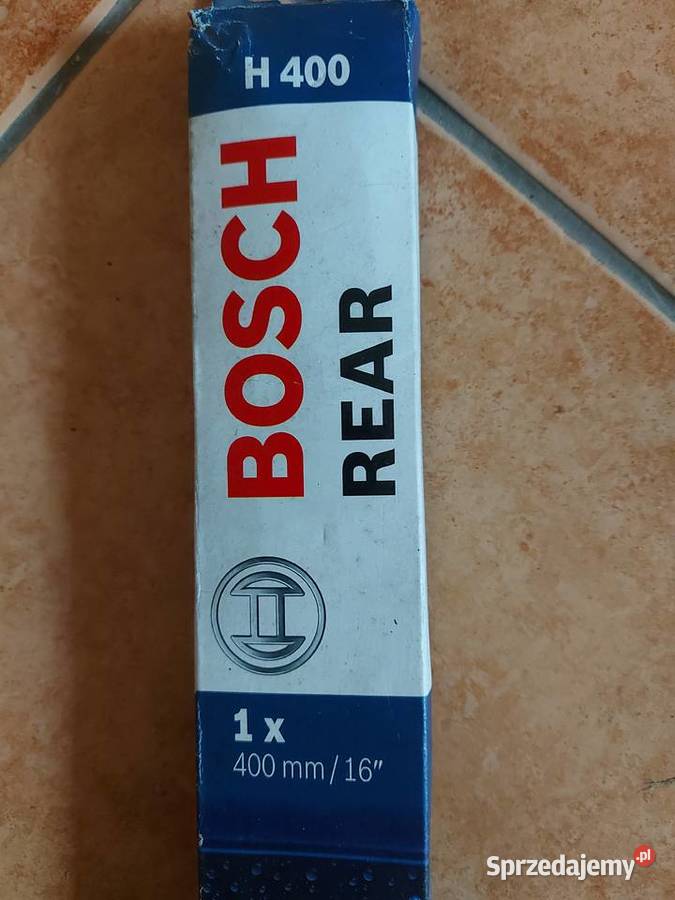 H 400
BOSCH
REAR
1 x
400 mm / 16"
Sprzedajemy.pl